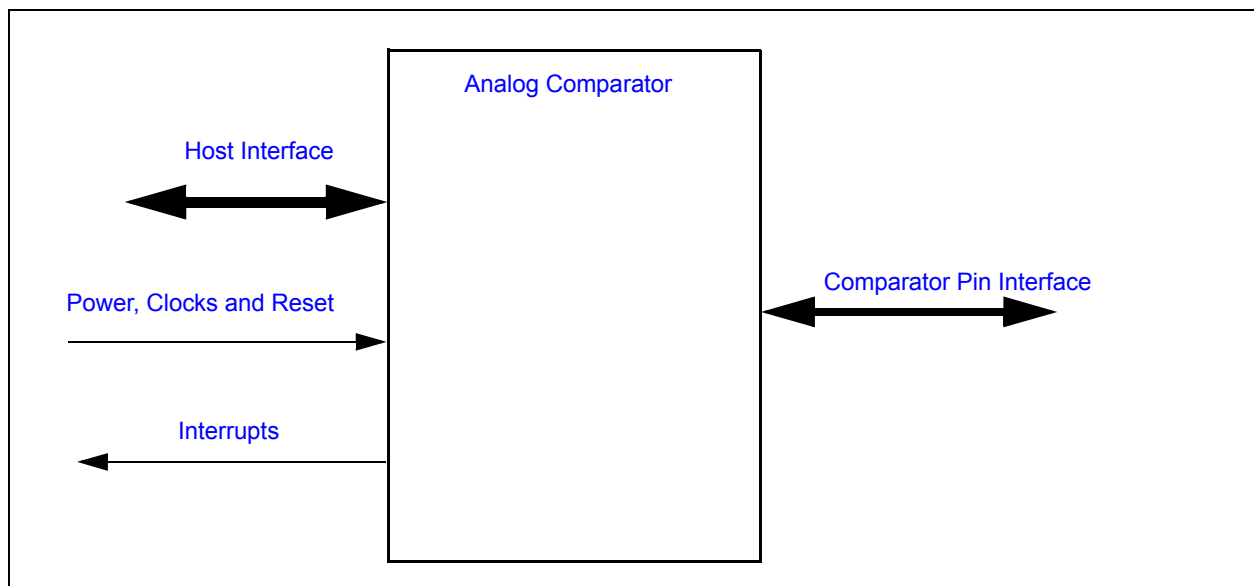 Analog Comparator
Host Interface
Comparator Pin Interface
Power, Clocks and Reset
Interrupts